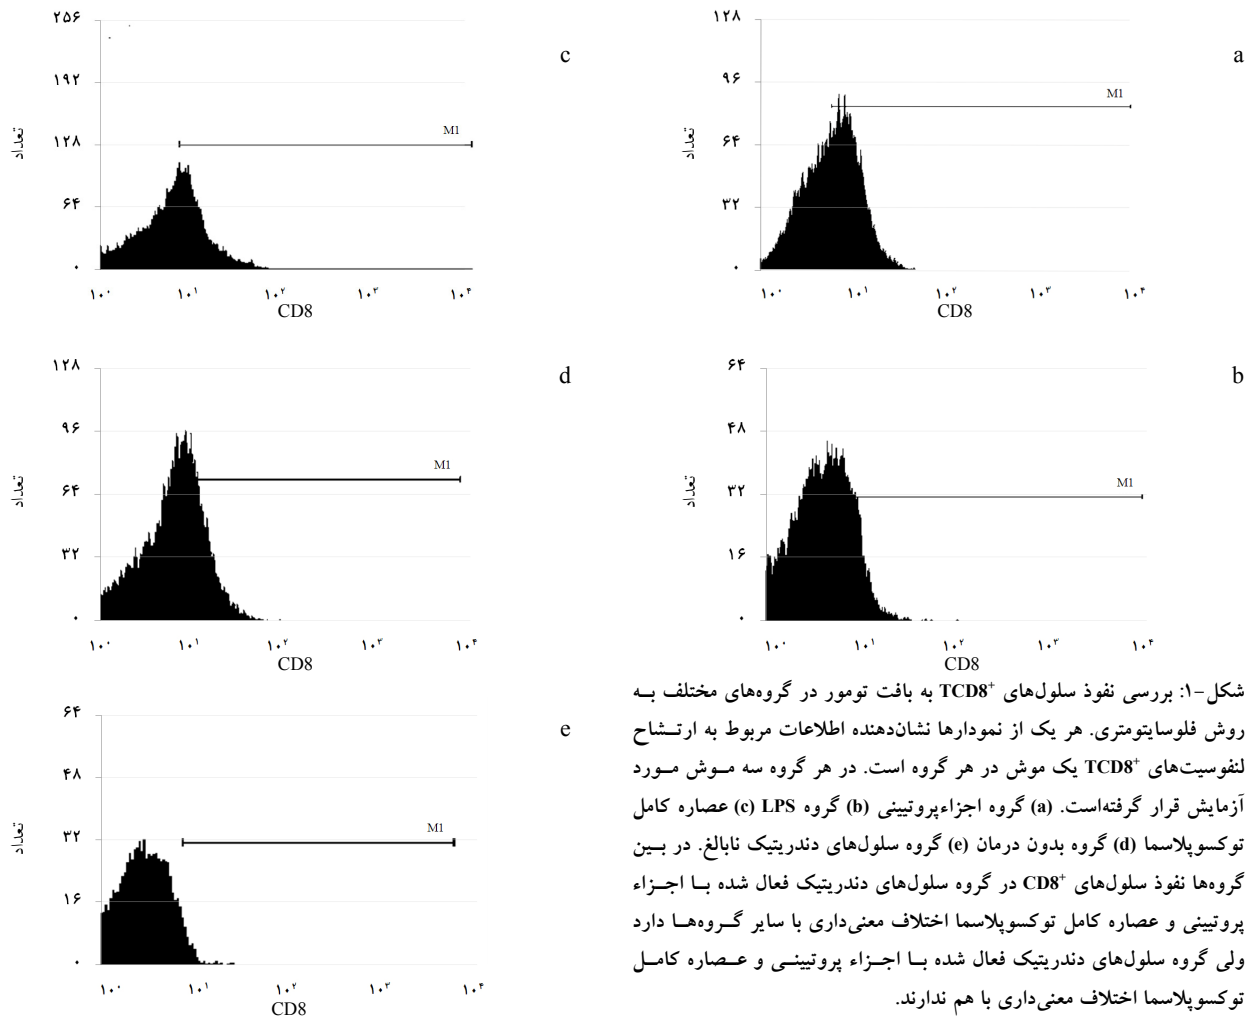 a
۱۲۸
۹۶
۶۴
۳۲
۰
تعداد
M1
۱۰۰ ۱۰۱ ۱۰۲ ۱۰۳ ۱۰۴
CD8
b
۶۴
۴۸
۳۲
۱۶
۰
تعداد
M1
۱۰۰ ۱۰۱ ۱۰۲ ۱۰۳ ۱۰۴
CD8
شکل-۱: بررسی نفوذ سلول‌های TCD8+ به بافت تومور در گروه‌های مختلف به
روش فلوسایتومتری. هر یک از نمودارها نشان‌دهنده اطلاعات مربوط به ارتشاح
لنفوسیت‌های TCD8+ یک موش در هر گروه است. در هر گروه سه موش مورد
آزمایش قرار گرفته‌است. (a) گروه اجزاءپروتیینی (b) گروه LPS (c) عصاره کامل
توکسوپلاسما (d) گروه بدون درمان (e) گروه سلول‌های دندریتیک نابالغ. در بین
گروه‌ها نفوذ سلول‌های CD8+ در گروه سلول‌های دندریتیک فعال شده با اجزاء
پروتیینی و عصاره کامل توکسوپلاسما اختلاف معنی‌داری با سایر گروه‌ها دارد
ولی گروه سلول‌های دندریتیک فعال شده با اجزاء پروتیینی و عصاره کامل
توکسوپلاسما اختلاف معنی‌داری با هم ندارند.
c
۲۵۶
۱۹۲
۱۲۸
۶۴
۰
تعداد
M1
۱۰۰ ۱۰۱ ۱۰۲ ۱۰۳ ۱۰۴
CD8
d
۱۲۸
۹۶
۶۴
۳۲
۰
تعداد
M1
۱۰۰ ۱۰۱ ۱۰۲ ۱۰۳ ۱۰۴
CD8
e
۶۴
۴۸
۳۲
۱۶
۰
تعداد
M1
۱۰۰ ۱۰۱ ۱۰۲ ۱۰۳ ۱۰۴
CD8